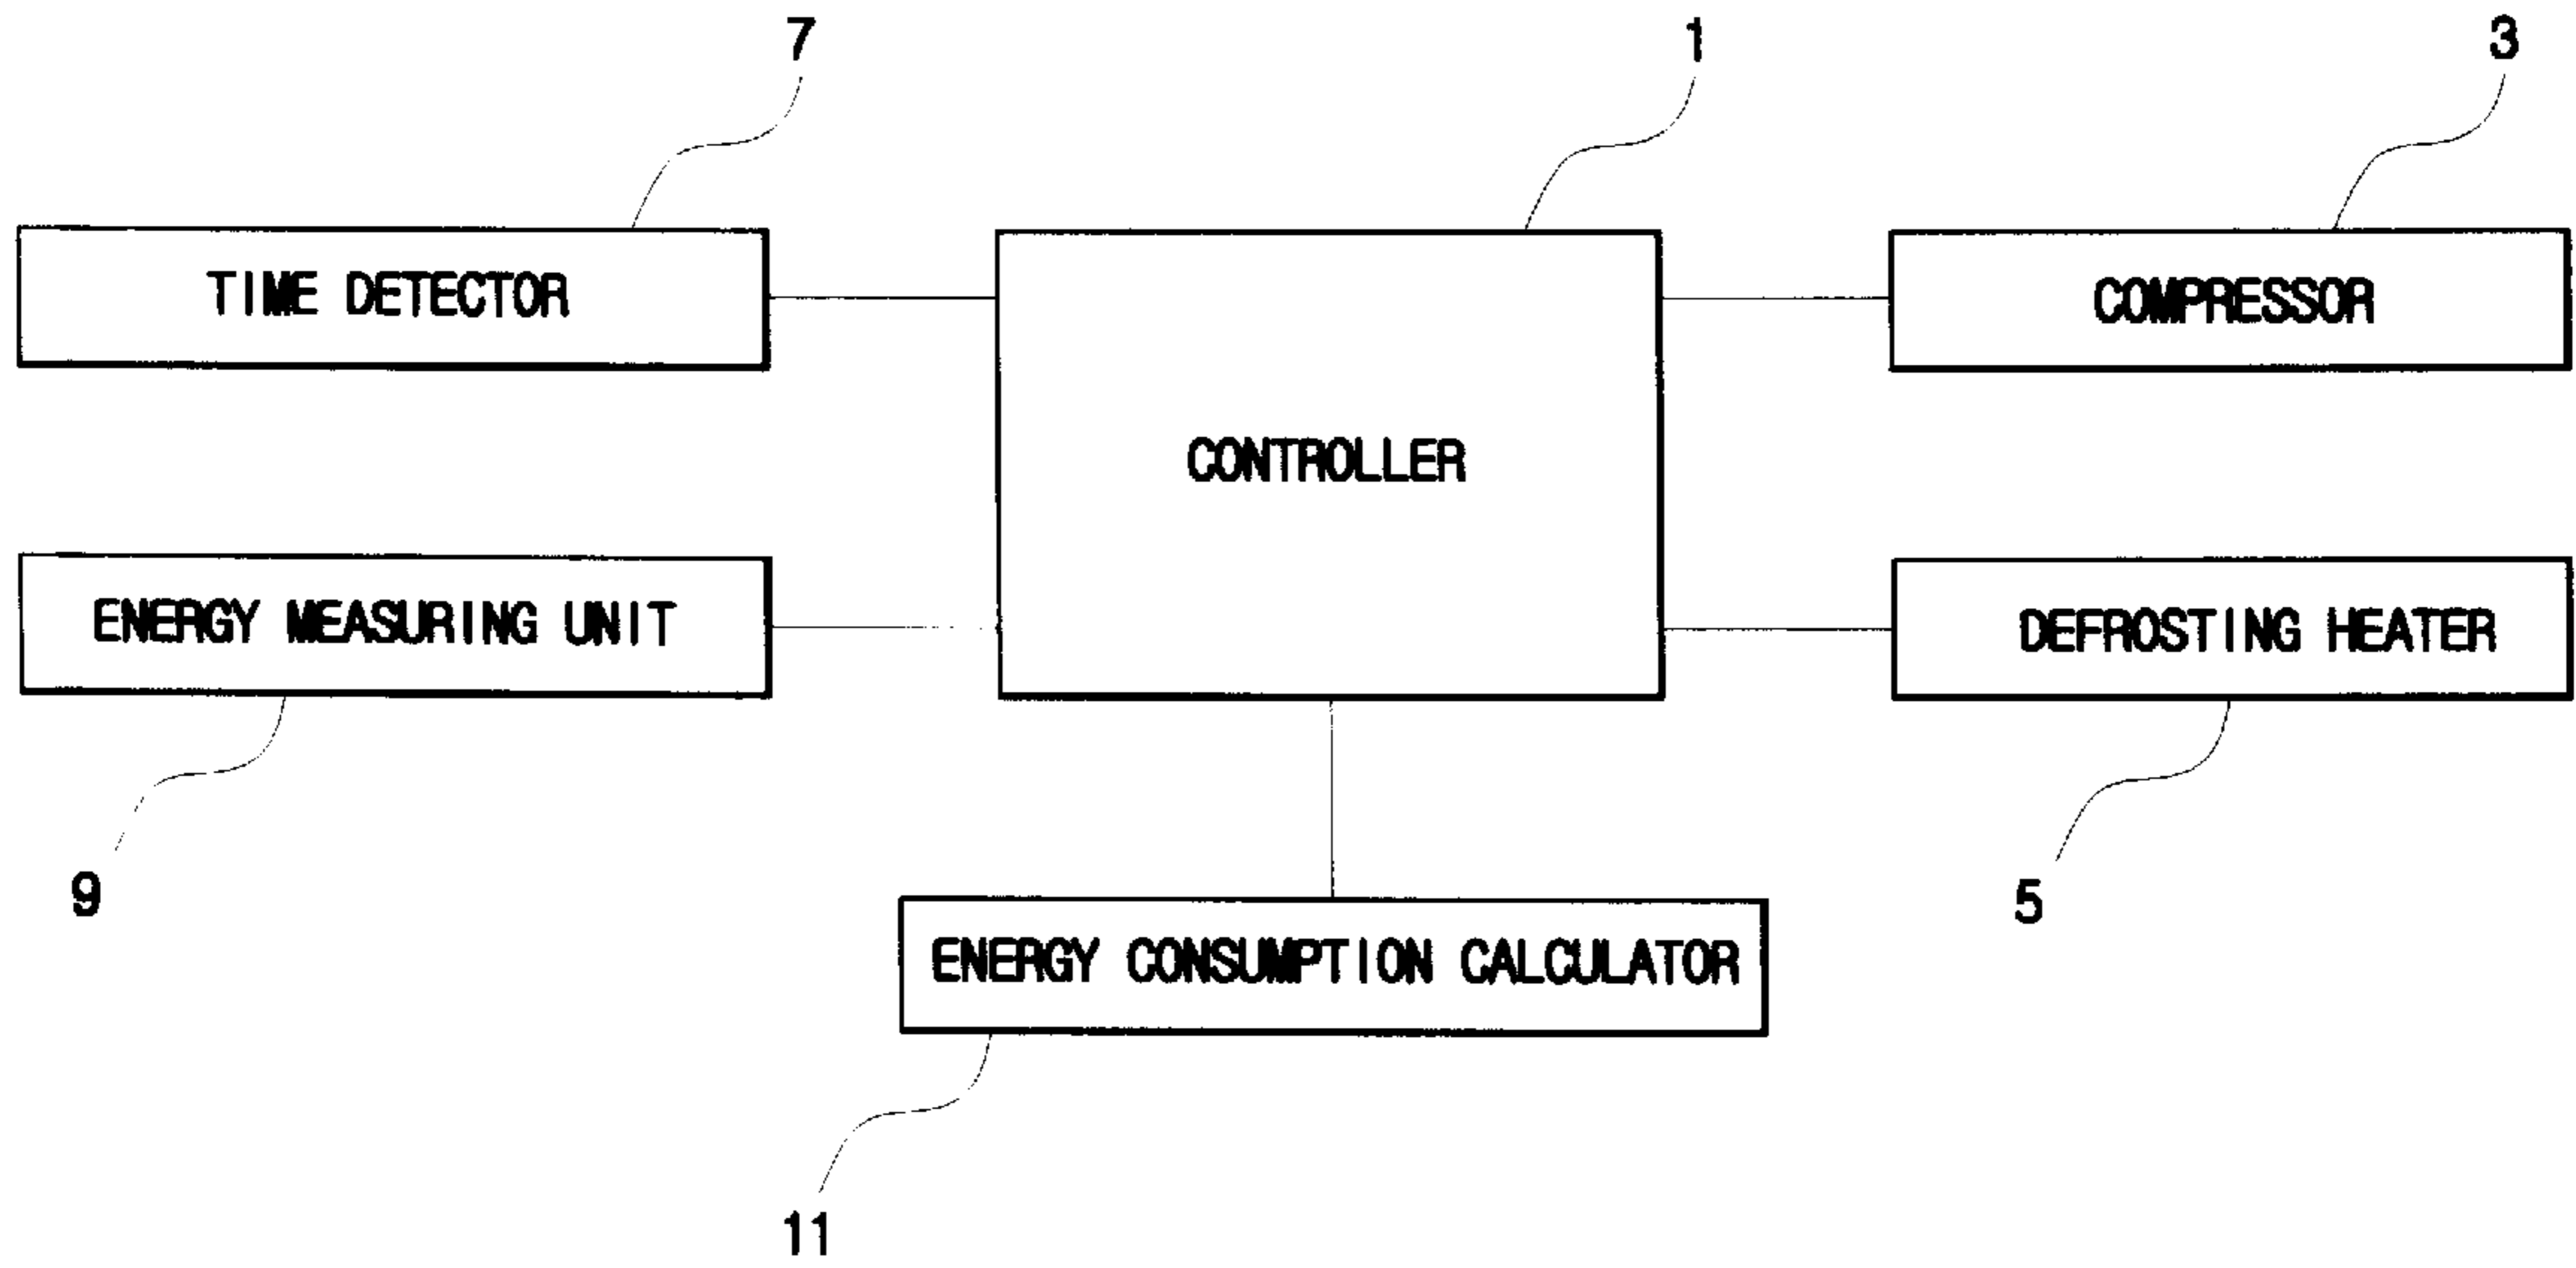 7
1
3
TIME DETECTOR
COMPRESSOR
CONTROLLER
ENERGY MEASURING UNIT
DEFROSTING HEATER
9
5
ENERGY CONSUMPTION CALCULATOR
11